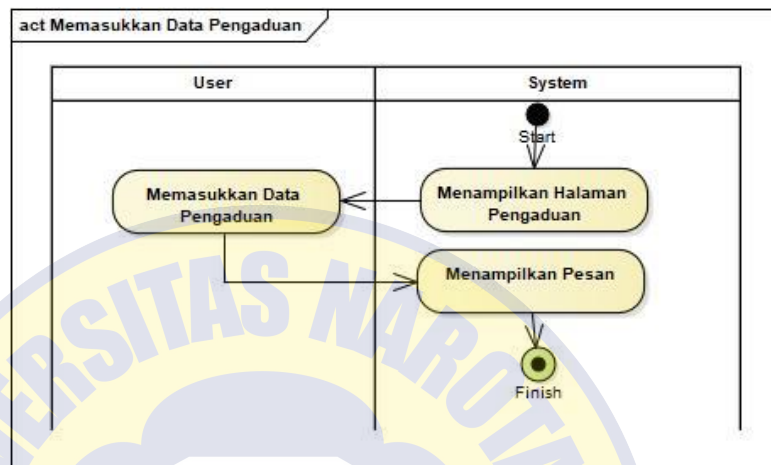 act Memasukkan Data Pengaduan
User
System
Start
Memasukkan Data
Pengaduan
Menampilkan Halaman
Pengaduan
Menampilkan Pesan
Finish